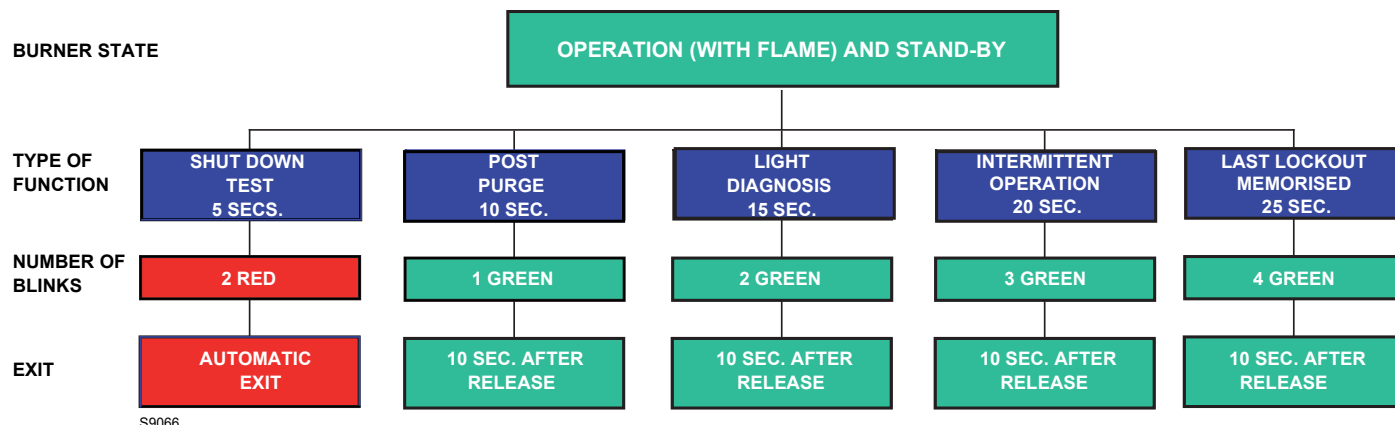 BURNER STATE
OPERATION (WITH FLAME) AND STAND-BY
TYPE OF
FUNCTION
SHUT DOWN
TEST
5 SECS.
POST
PURGE
10 SEC.
LIGHT
DIAGNOSIS
15 SEC.
INTERMITTENT
OPERATION
20 SEC.
LAST LOCKOUT
MEMORISED
25 SEC.
NUMBER OF
BLINKS
2 RED
1 GREEN
2 GREEN
3 GREEN
4 GREEN
EXIT
AUTOMATIC
EXIT
10 SEC. AFTER
RELEASE
10 SEC. AFTER
RELEASE
10 SEC. AFTER
RELEASE
10 SEC. AFTER
RELEASE
S9066